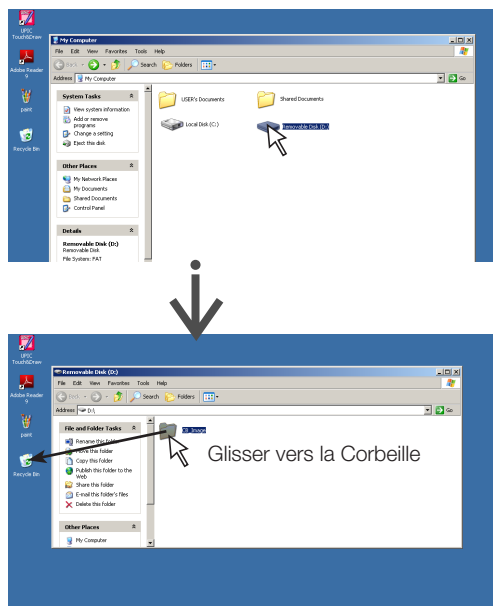 UPIC
Touch&Draw
Adobe Reader
9
paint
Recycle Bin
My Computer
File Edit View Favorites Tools Help
Back Search Folders
Address My Computer Go
System Tasks
View system information
Add or remove
programs
Change a setting
Eject this disk
Other Places
My Network Places
My Documents
Shared Documents
Control Panel
Details
Removable Disk (D:)
Removable Disk
File System: FAT
USER's Documents
Shared Documents
Local Disk (C:)
Removable Disk (D:)
UPIC
Touch&Draw
Adobe Reader
9
paint
Recycle Bin
Removable Disk (D:)
File Edit View Favorites Tools Help
Back Search Folders
Address D:\ Go
File and Folder Tasks
Rename this folder
Move this folder
Copy this folder
Publish this folder to the
Web
Share this folder
E-mail this folder's files
Delete this folder
Other Places
My Computer
Glisser vers la Corbeille